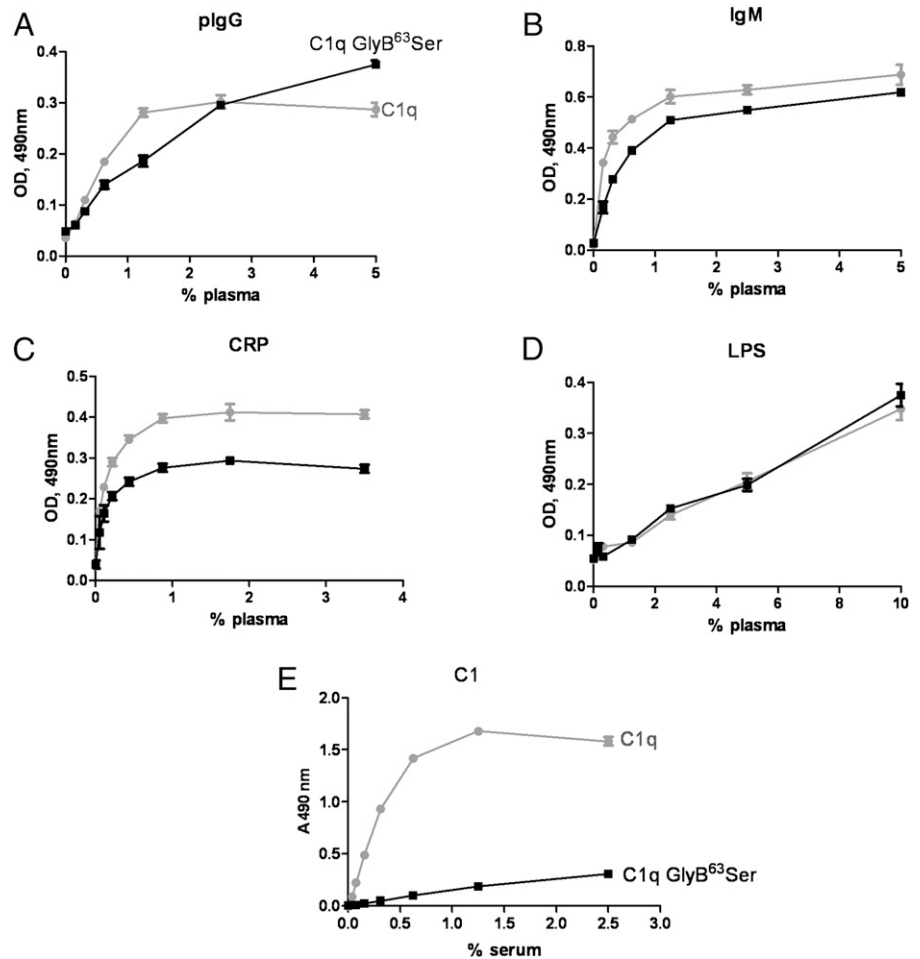 A
pIgG
C1q GlyB⁶³Ser
C1q
OD, 490nm
0.4
0.3
0.2
0.1
0.0
0 1 2 3 4 5
% plasma
B
IgM
OD, 490nm
0.8
0.6
0.4
0.2
0.0
0 1 2 3 4 5
% plasma
C
CRP
OD, 490nm
0.5
0.4
0.3
0.2
0.1
0.0
0 1 2 3 4
% plasma
D
LPS
OD, 490nm
0.4
0.3
0.2
0.1
0.0
0 2 4 6 8 10
% plasma
E
C1
C1q
C1q GlyB⁶³Ser
A 490 nm
2.0
1.5
1.0
0.5
0.0
0.0 0.5 1.0 1.5 2.0 2.5 3.0
% serum